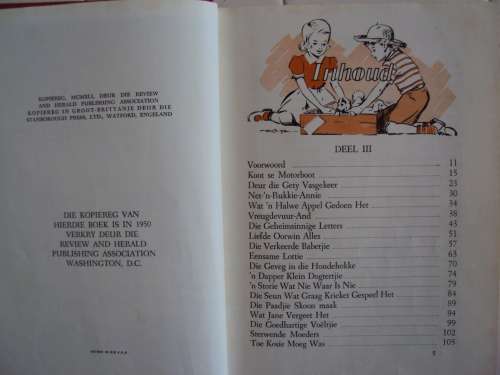 KOPIEREG, MCMXLI, DEUR DIE REVIEW
AND HERALD PUBLISHING ASSOCIATION
KOPIEREG IN GROOT-BRITTANJE DEUR DIE
STANBOROUGH PRESS, LTD., WATFORD, ENGELAND
DIE KOPIEREG VAN
HIERDIE BOEK IS IN 1950
VERKRY DEUR DIE
REVIEW AND HERALD
PUBLISHING ASSOCIATION
WASHINGTON, D.C.
Inhoud
DEEL III
Voorwoord 11
Koot se Motorboot 15
Deur die Gety Vasgekeer 23
Net-'n-Bukkie-Annie 30
Wat 'n Halwe Appel Gedoen Het 34
Vreugdevuur-Aand 38
Die Geheimsinnige Letters 43
Liefde Oorwin Alles 51
Die Verkeerde Babetjie 57
Eensame Lottie 63
Die Geveg in die Hondehokke 70
'n Dapper Klein Dogtertjie 74
'n Storie Wat Nie Waar Is Nie 79
Die Seun Wat Graag Krieket Gespeel Het 84
Die Paadjie Skoon maak 89
Wat Jane Vergeet Het 94
Die Goedhartige Voëltjie 99
Sterwende Moeders 102
Toe Kosie Moeg Was 105
5